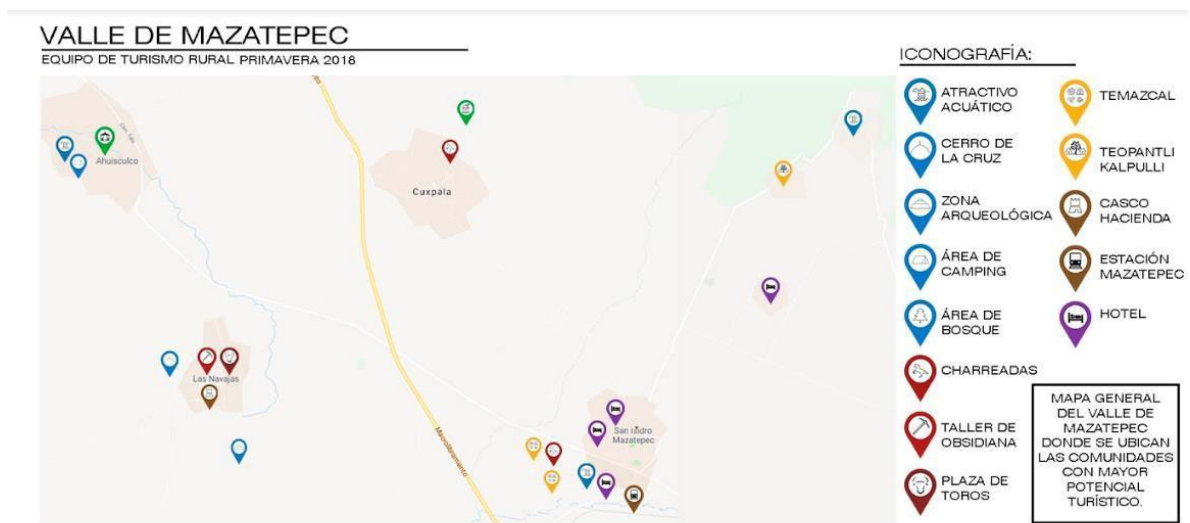 VALLE DE MAZATEPEC
EQUIPO DE TURISMO RURAL PRIMAVERA 2018
ICONOGRAFÍA:
ATRACTIVO
ACUÁTICO
CERRO DE
LA CRUZ
ZONA
ARQUEOLÓGICA
ÁREA DE
CAMPING
ÁREA DE
BOSQUE
CHARREADAS
TALLER DE
OBSIDIANA
PLAZA DE
TOROS
TEMAZCAL
TEOPANTLI
KALPULLI
CASCO
HACIENDA
ESTACIÓN
MAZATEPEC
HOTEL
MAPA GENERAL
DEL VALLE DE
MAZATEPEC
DONDE SE UBICAN
LAS COMUNIDADES
CON MAYOR
POTENCIAL
TURÍSTICO.
Ahuisculco
Cuxpala
Las Navajas
San Isidro
Mazatepec
Macrolibramiento